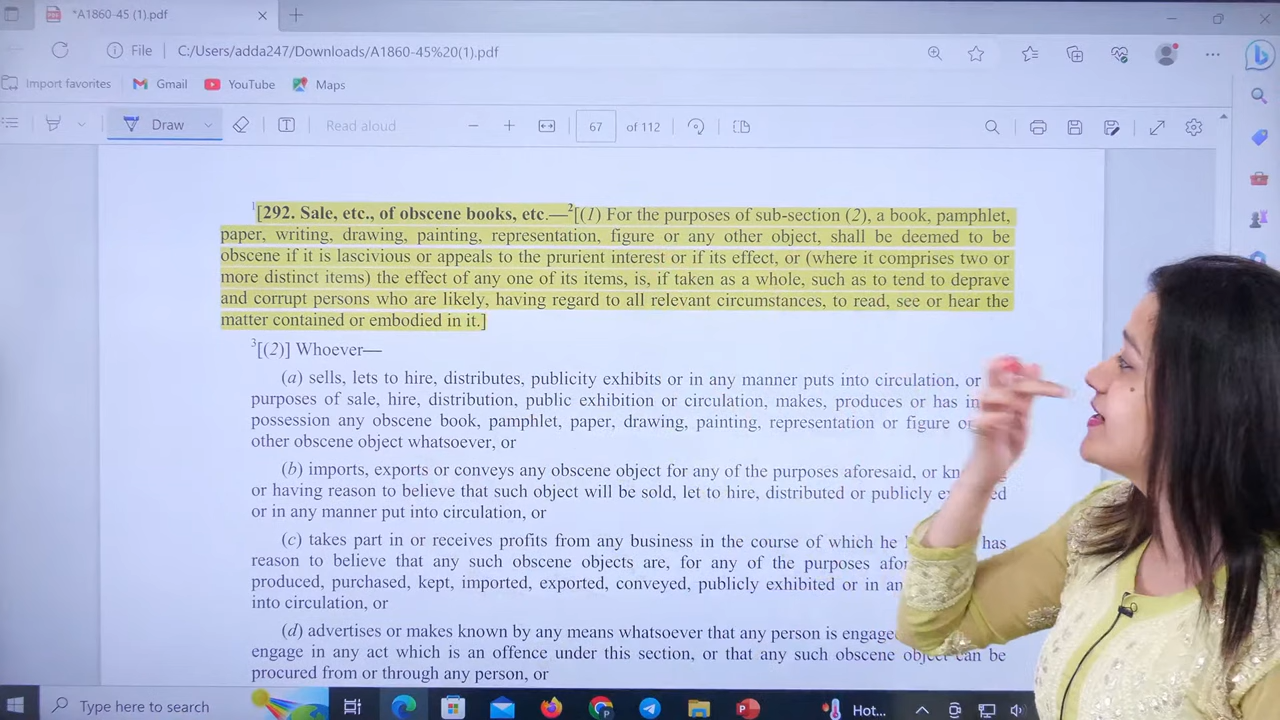 *A1860-45 (1).pdf
File C:/Users/adda247/Downloads/A1860-45%20(1).pdf
Import favorites Gmail YouTube Maps
Draw Read aloud 67 of 112
1[292. Sale, etc., of obscene books, etc.—2[(1) For the purposes of sub-section (2), a book, pamphlet,
paper, writing, drawing, painting, representation, figure or any other object, shall be deemed to be
obscene if it is lascivious or appeals to the prurient interest or if its effect, or (where it comprises two or
more distinct items) the effect of any one of its items, is, if taken as a whole, such as to tend to deprave
and corrupt persons who are likely, having regard to all relevant circumstances, to read, see or hear the
matter contained or embodied in it.]
3[(2)] Whoever—
(a) sells, lets to hire, distributes, publicity exhibits or in any manner puts into circulation, or
purposes of sale, hire, distribution, public exhibition or circulation, makes, produces or has in
possession any obscene book, pamphlet, paper, drawing, painting, representation or figure
other obscene object whatsoever, or
(b) imports, exports or conveys any obscene object for any of the purposes aforesaid, or
or having reason to believe that such object will be sold, let to hire, distributed or publicly
or in any manner put into circulation, or
(c) takes part in or receives profits from any business in the course of which he has
reason to believe that any such obscene objects are, for any of the purposes
produced, purchased, kept, imported, exported, conveyed, publicly exhibited or in
into circulation, or
(d) advertises or makes known by any means whatsoever that any person is
engage in any act which is an offence under this section, or that any such obscene object can be
procured from or through any person, or
Type here to search Hot...